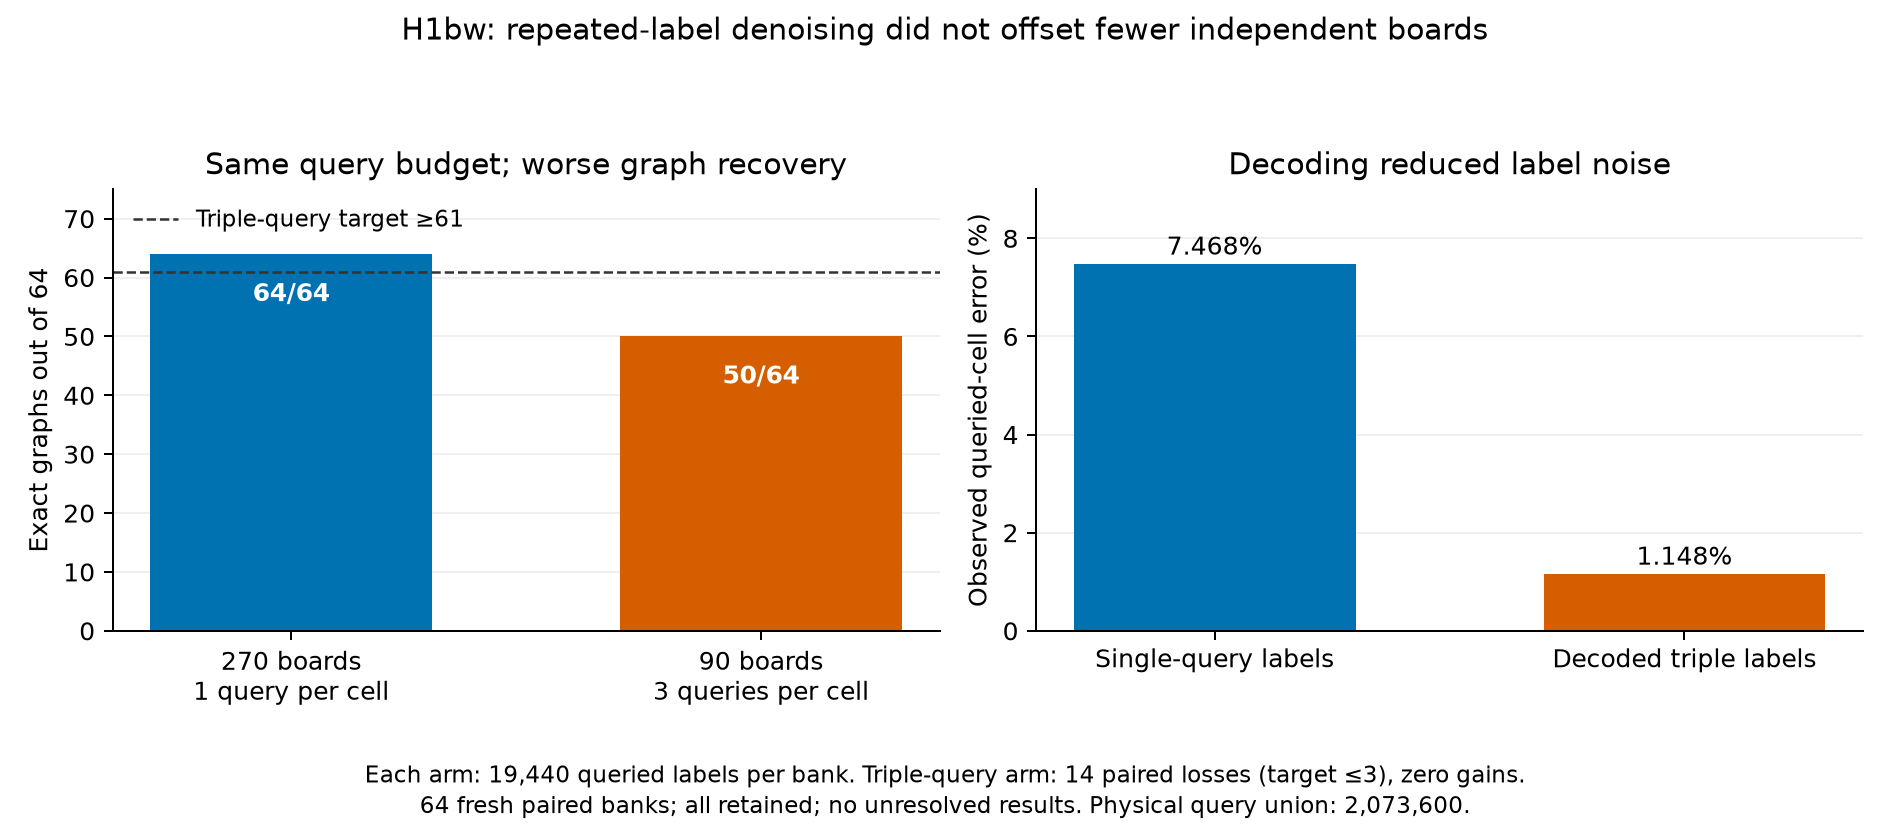 H1bw: repeated-label denoising did not offset fewer independent boards
Same query budget; worse graph recovery
Triple-query target ≥61
Exact graphs out of 64
70
60
50
40
30
20
10
0
64/64
50/64
270 boards
1 query per cell
90 boards
3 queries per cell
Decoding reduced label noise
Observed queried-cell error (%)
8
6
4
2
0
7.468%
1.148%
Single-query labels
Decoded triple labels
Each arm: 19,440 queried labels per bank. Triple-query arm: 14 paired losses (target ≤3), zero gains.
64 fresh paired banks; all retained; no unresolved results. Physical query union: 2,073,600.